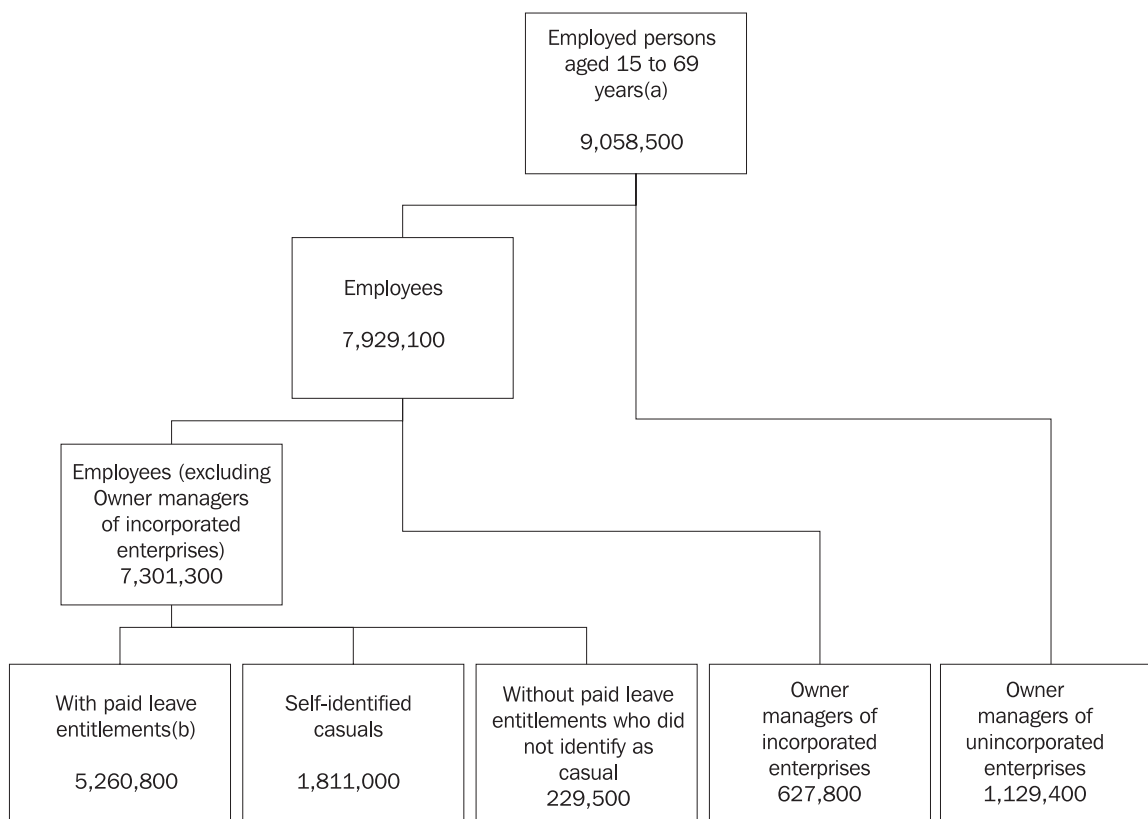 Employed persons
aged 15 to 69
years(a)
9,058,500
Employees
7,929,100
Employees (excluding
Owner managers
of incorporated
enterprises)
7,301,300
With paid leave
entitlements(b)
5,260,800
Self-identified
casuals
1,811,000
Without paid leave
entitlements who did
not identify as
casual
229,500
Owner
managers of
incorporated
enterprises
627,800
Owner
managers of
unincorporated
enterprises
1,129,400